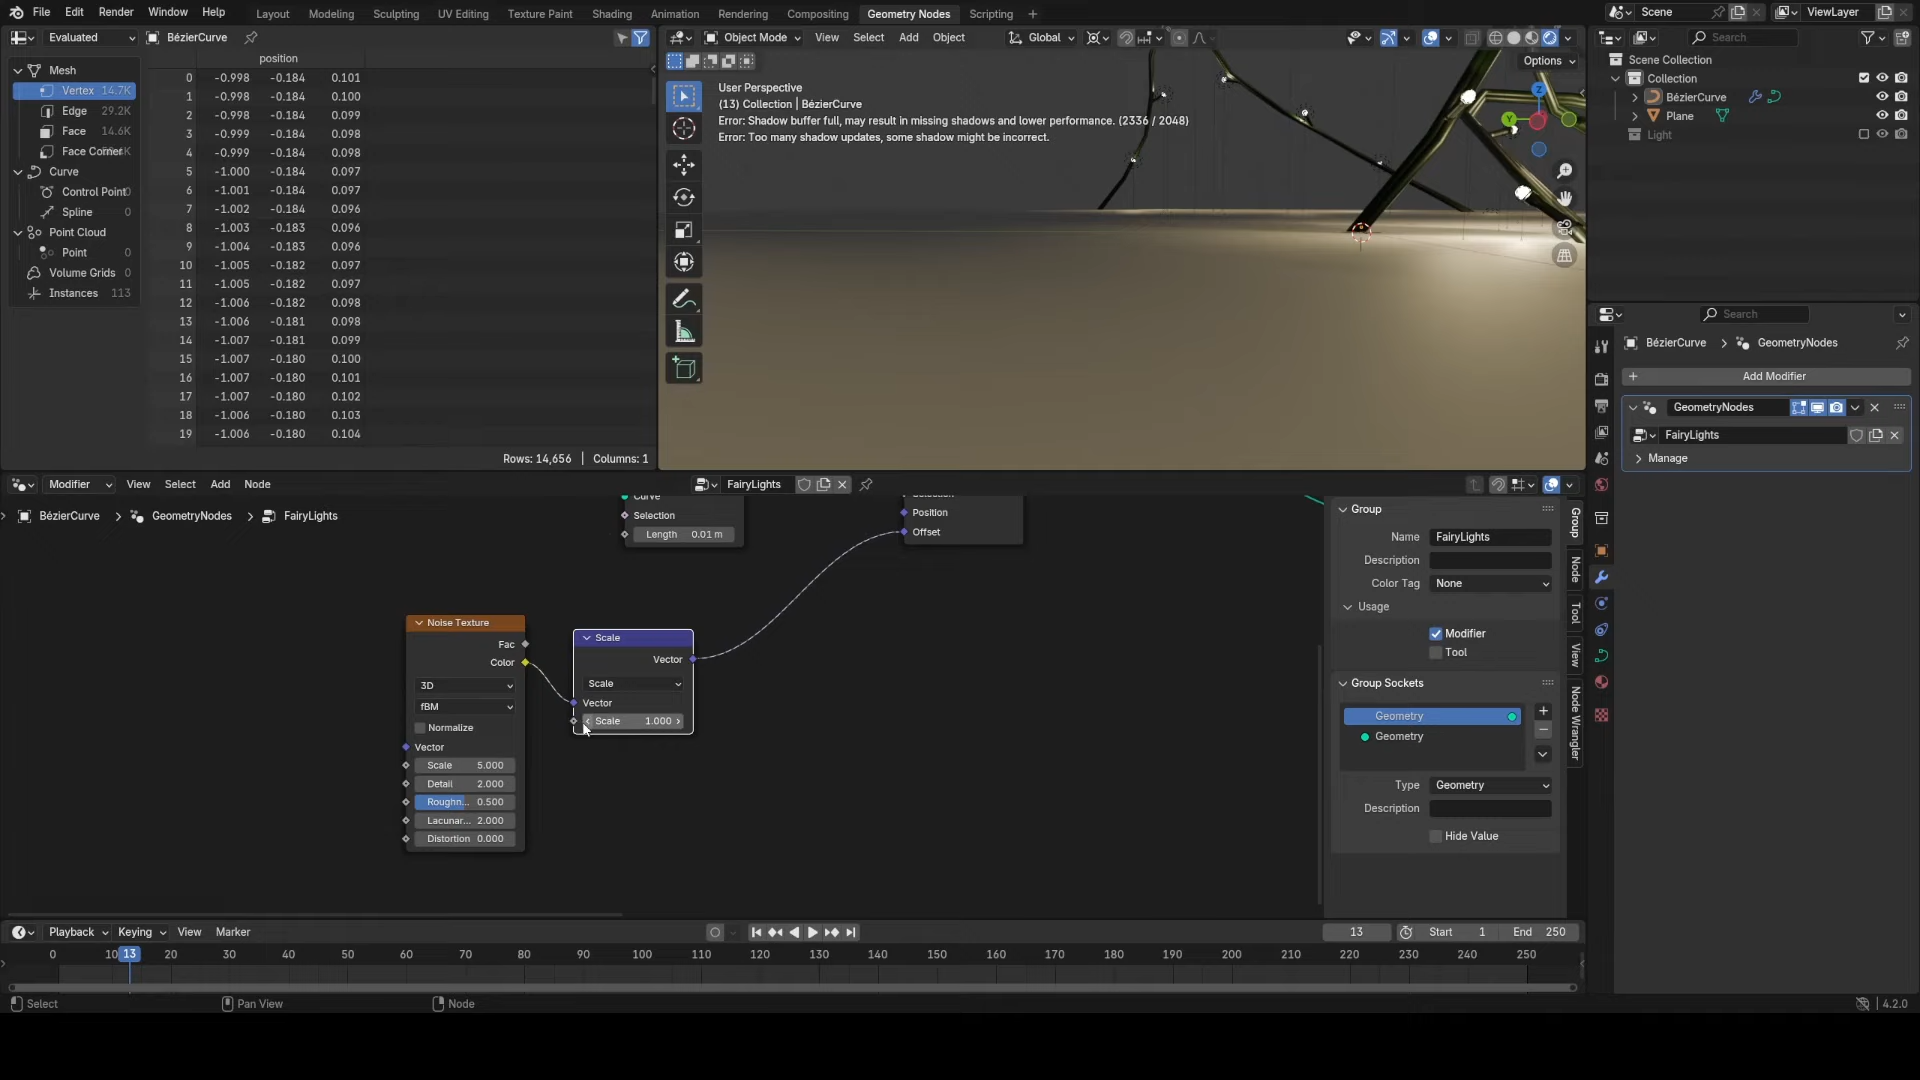 File Edit Render Window Help Layout Modeling Sculpting UV Editing Texture Paint Shading Animation Rendering Compositing Geometry Nodes Scripting + Scene ViewLayer
Evaluated BézierCurve
position
Mesh
Vertex 14.7K
Edge 29.2K
Face 14.6K
Face Corner
Curve
Control Point 0
Spline 0
Point Cloud
Point 0
Volume Grids 0
Instances 113
0 -0.998 -0.184 0.101
1 -0.998 -0.184 0.100
2 -0.998 -0.184 0.099
3 -0.999 -0.184 0.098
4 -0.999 -0.184 0.098
5 -1.000 -0.184 0.097
6 -1.001 -0.184 0.097
7 -1.002 -0.184 0.096
8 -1.003 -0.183 0.096
9 -1.004 -0.183 0.096
10 -1.005 -0.182 0.097
11 -1.005 -0.182 0.097
12 -1.006 -0.182 0.098
13 -1.006 -0.181 0.098
14 -1.007 -0.181 0.099
15 -1.007 -0.180 0.100
16 -1.007 -0.180 0.101
17 -1.007 -0.180 0.102
18 -1.006 -0.180 0.103
19 -1.006 -0.180 0.104
Rows: 14,656 | Columns: 1
Object Mode View Select Add Object Global
Options
User Perspective
(13) Collection | BézierCurve
Error: Shadow buffer full, may result in missing shadows and lower performance. (2336 / 2048)
Error: Too many shadow updates, some shadow might be incorrect.
Z
Y
Search
Scene Collection
Collection
BézierCurve
Plane
Light
Search
BézierCurve > GeometryNodes
+ Add Modifier
GeometryNodes
FairyLights
Manage
Modifier View Select Add Node FairyLights
BézierCurve > GeometryNodes > FairyLights
Curve
Selection
Length 0.01 m
Selection
Position
Offset
Noise Texture
Fac
Color
3D
fBM
Normalize
Vector
Scale 5.000
Detail 2.000
Roughn... 0.500
Lacunar... 2.000
Distortion 0.000
Scale
Vector
Scale
Vector
Scale 1.000
Group
Name FairyLights
Description
Color Tag None
Usage
Modifier
Tool
Group Sockets
Geometry
Geometry
Type Geometry
Description
Hide Value
Group
Node
Tool
View
Node Wrangler
Playback Keying View Marker 13 Start 1 End 250
0 10 13 20 30 40 50 60 70 80 90 100 110 120 130 140 150 160 170 180 190 200 210 220 230 240 250
Select Pan View Node 4.2.0